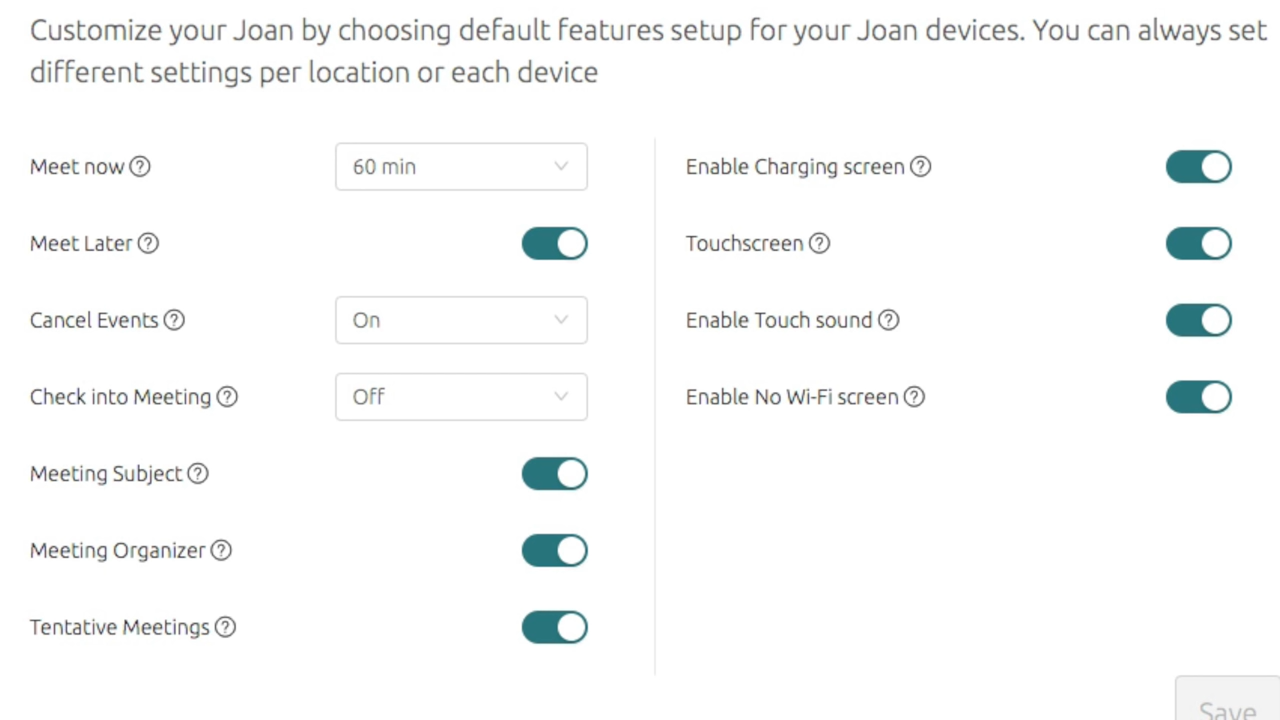 Customize your Joan by choosing default features setup for your Joan devices. You can always set
different settings per location or each device
Meet now ?
60 min
Meet Later ?
Cancel Events ?
On
Check into Meeting ?
Off
Meeting Subject ?
Meeting Organizer ?
Tentative Meetings ?
Enable Charging screen ?
Touchscreen ?
Enable Touch sound ?
Enable No Wi-Fi screen ?
Save